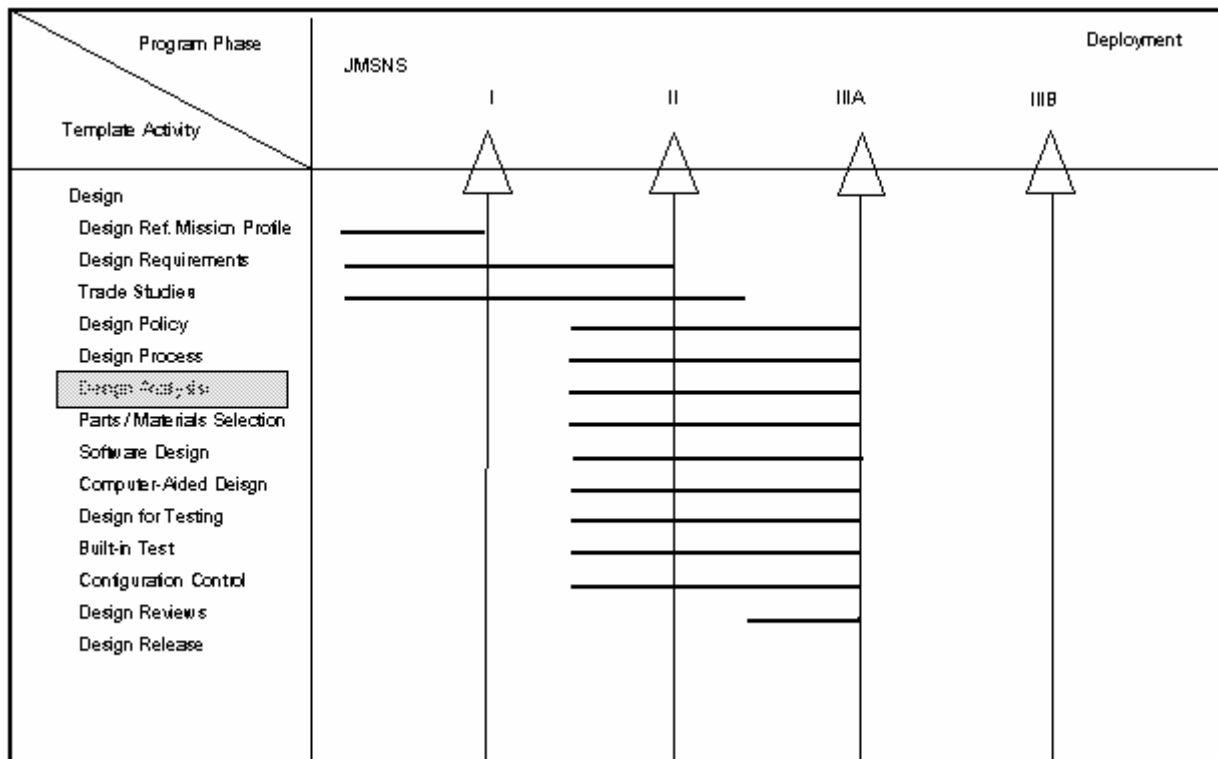 Program Phase
Deployment
JMSNS
I II IIIA IIIB
Template Activity
Design
Design Ref. Mission Profile
Design Requirements
Trade Studies
Design Policy
Design Process
Design Analysis
Parts / Materials Selection
Software Design
Computer-Aided Deisgn
Design for Testing
Built-in Test
Configuration Control
Design Reviews
Design Release